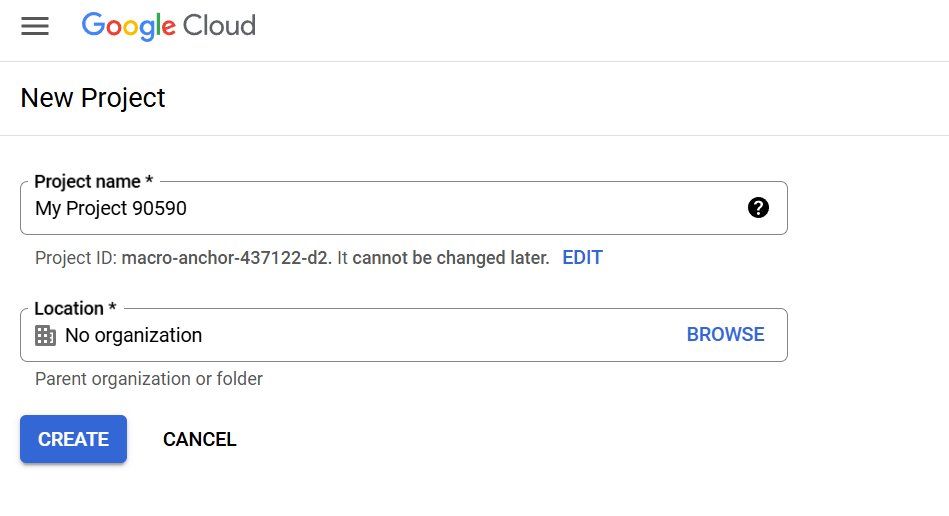 Google Cloud
New Project
Project name *
My Project 90590
Project ID: macro-anchor-437122-d2. It cannot be changed later. EDIT
Location *
No organization BROWSE
Parent organization or folder
CREATE CANCEL